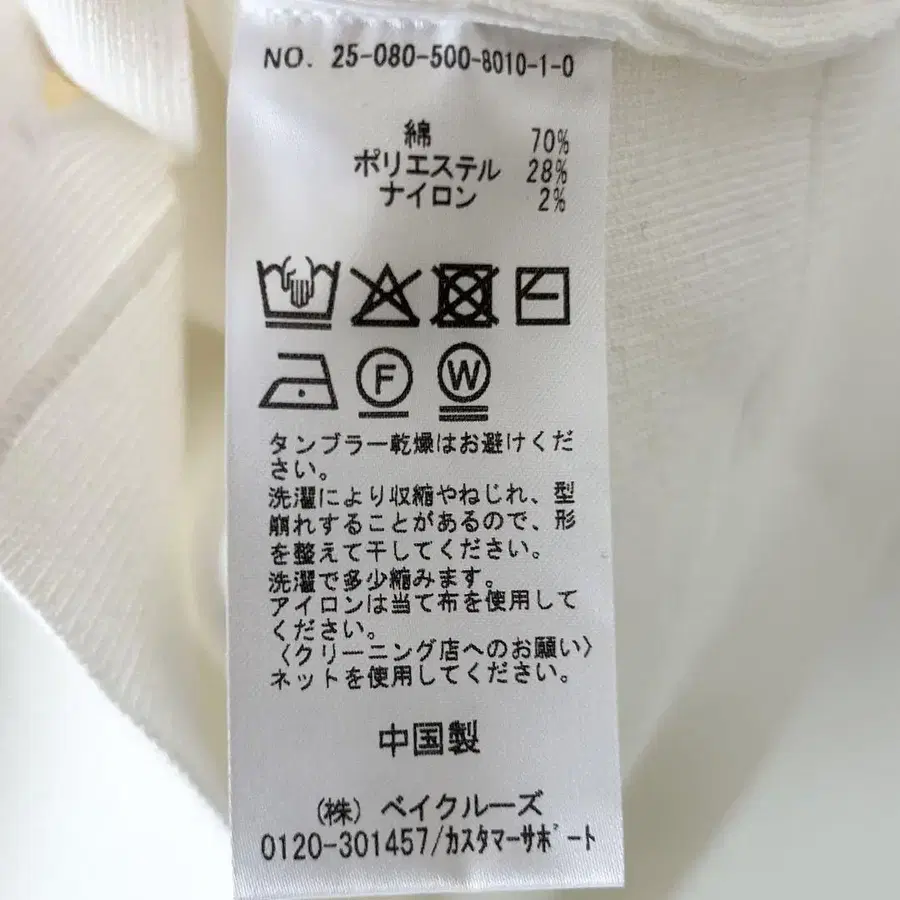 NO. 25-080-500-8010-1-0
綿 70%
ポリエステル 28%
ナイロン 2%
F W
タンブラー乾燥はお避けくだ
さい。
洗濯により収縮やねじれ、型
崩れすることがあるので、形
を整えて干してください。
洗濯で多少縮みます。
アイロンは当て布を使用して
ください。
〈クリーニング店へのお願い〉
ネットを使用してください。
中国製
(株) ベイクルーズ
0120-301457/カスタマーサポート